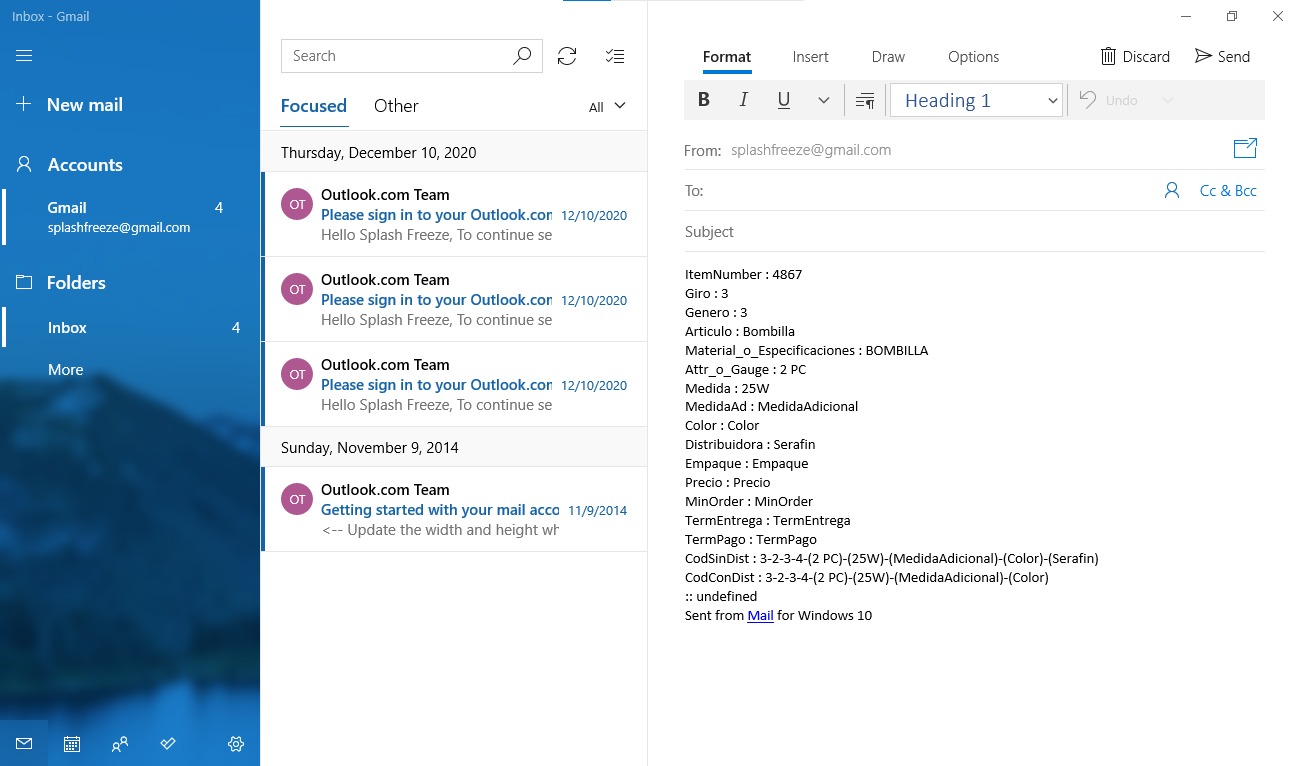 Inbox - Gmail
New mail
Accounts
Gmail 4
splashfreeze@gmail.com
Folders
Inbox 4
More
Search
Focused Other All
Thursday, December 10, 2020
OT Outlook.com Team
Please sign in to your Outlook.con 12/10/2020
Hello Splash Freeze, To continue se
OT Outlook.com Team
Please sign in to your Outlook.con 12/10/2020
Hello Splash Freeze, To continue se
OT Outlook.com Team
Please sign in to your Outlook.con 12/10/2020
Hello Splash Freeze, To continue se
Sunday, November 9, 2014
OT Outlook.com Team
Getting started with your mail acco 11/9/2014
<-- Update the width and height wh
Format Insert Draw Options Discard Send
B I U Heading 1 Undo
From: splashfreeze@gmail.com
To: Cc & Bcc
Subject
ItemNumber : 4867
Giro : 3
Genero : 3
Articulo : Bombilla
Material_o_Especificaciones : BOMBILLA
Attr_o_Gauge : 2 PC
Medida : 25W
MedidaAd : MedidaAdicional
Color : Color
Distribuidora : Serafin
Empaque : Empaque
Precio : Precio
MinOrder : MinOrder
TermEntrega : TermEntrega
TermPago : TermPago
CodSinDist : 3-2-3-4-(2 PC)-(25W)-(MedidaAdicional)-(Color)-(Serafin)
CodConDist : 3-2-3-4-(2 PC)-(25W)-(MedidaAdicional)-(Color)
:: undefined
Sent from Mail for Windows 10